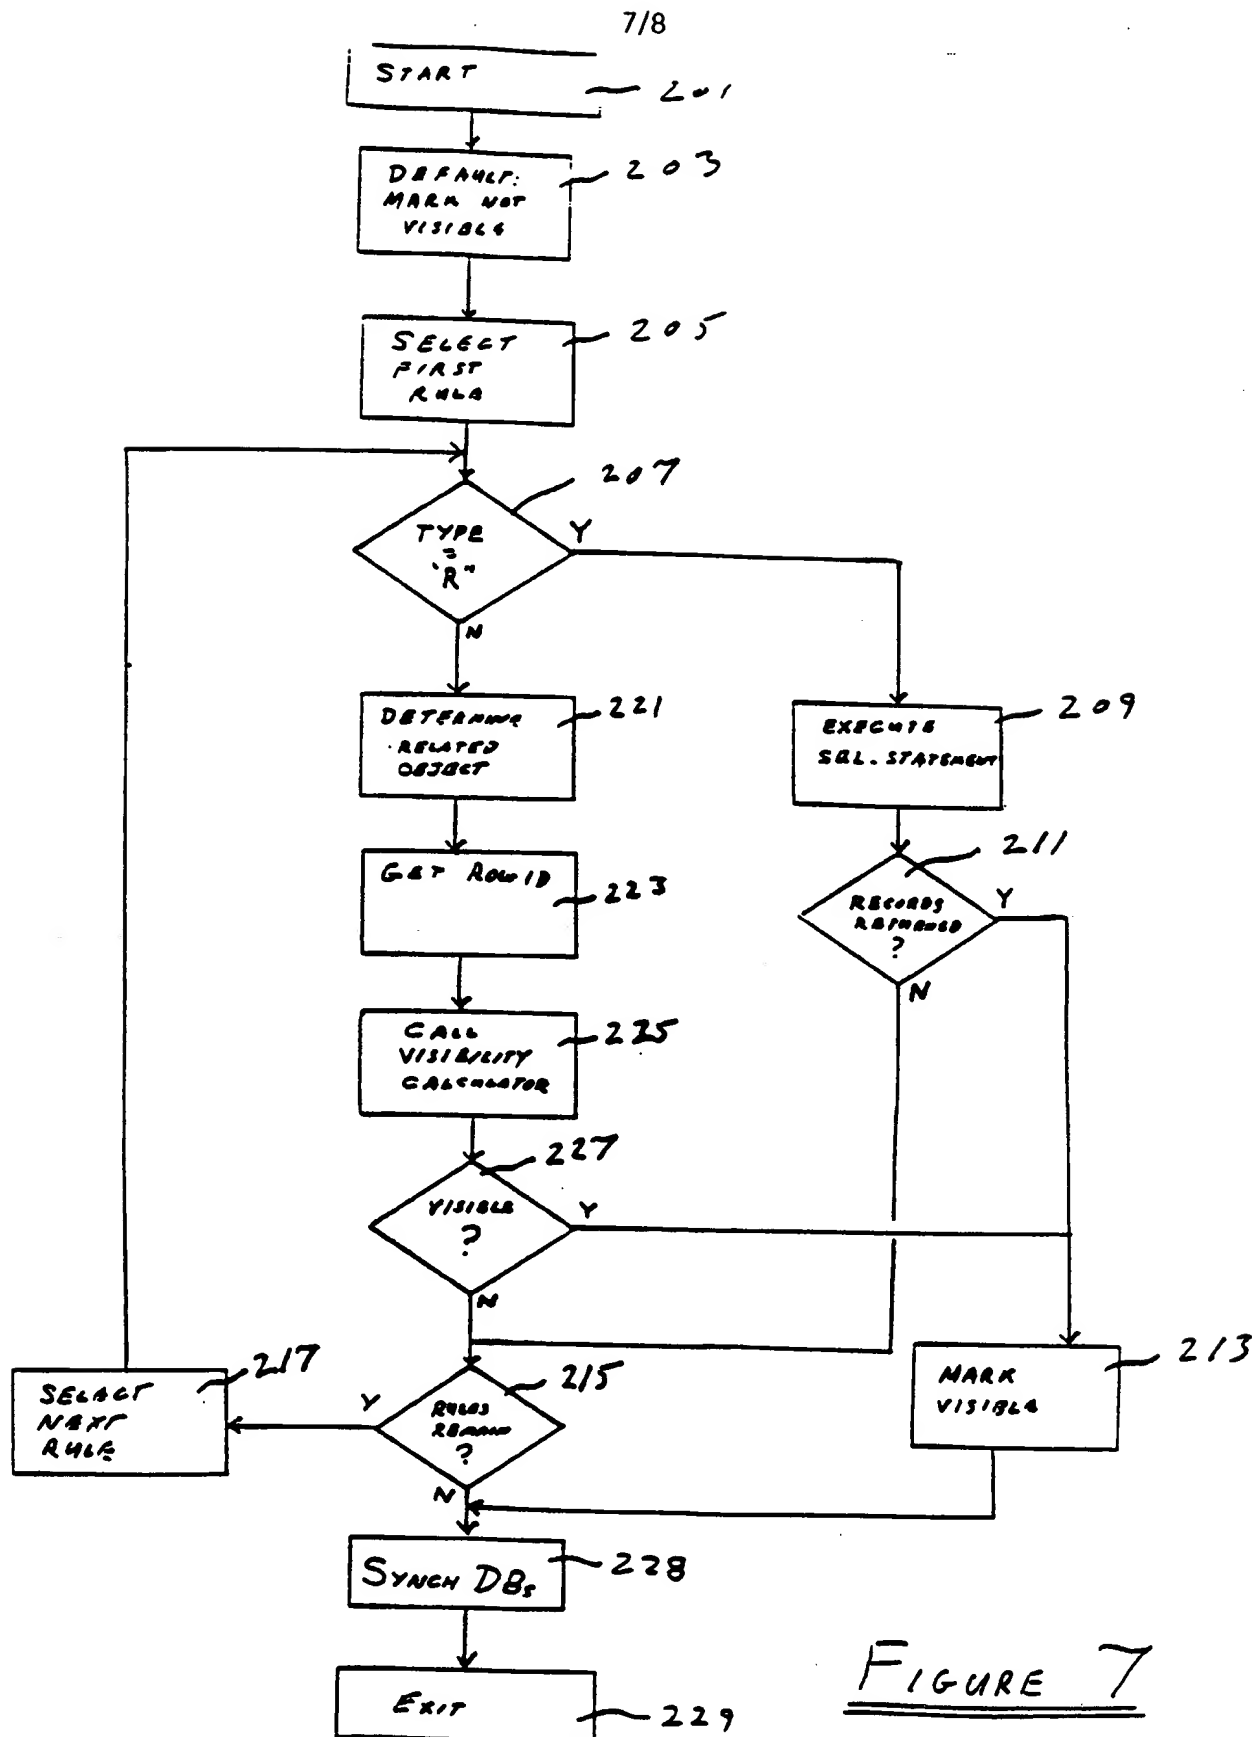 7/8
START
201
DEFAULT:
MARK NOT
VISIBLE
203
SELECT
FIRST
RULE
205
207
TYPE
=
"R"
Y
N
DETERMINE
RELATED
OBJECT
221
EXECUTE
SQL. STATEMENT
209
GET ROW ID
223
211
RECORDS
RETURNED
?
Y
N
CALL
VISIBILITY
CALCULATOR
225
227
VISIBLE
?
Y
N
217
SELECT
NEXT
RULE
215
RULES
REMAIN
?
Y
N
213
MARK
VISIBLE
SYNCH DBs
228
EXIT
229
FIGURE 7